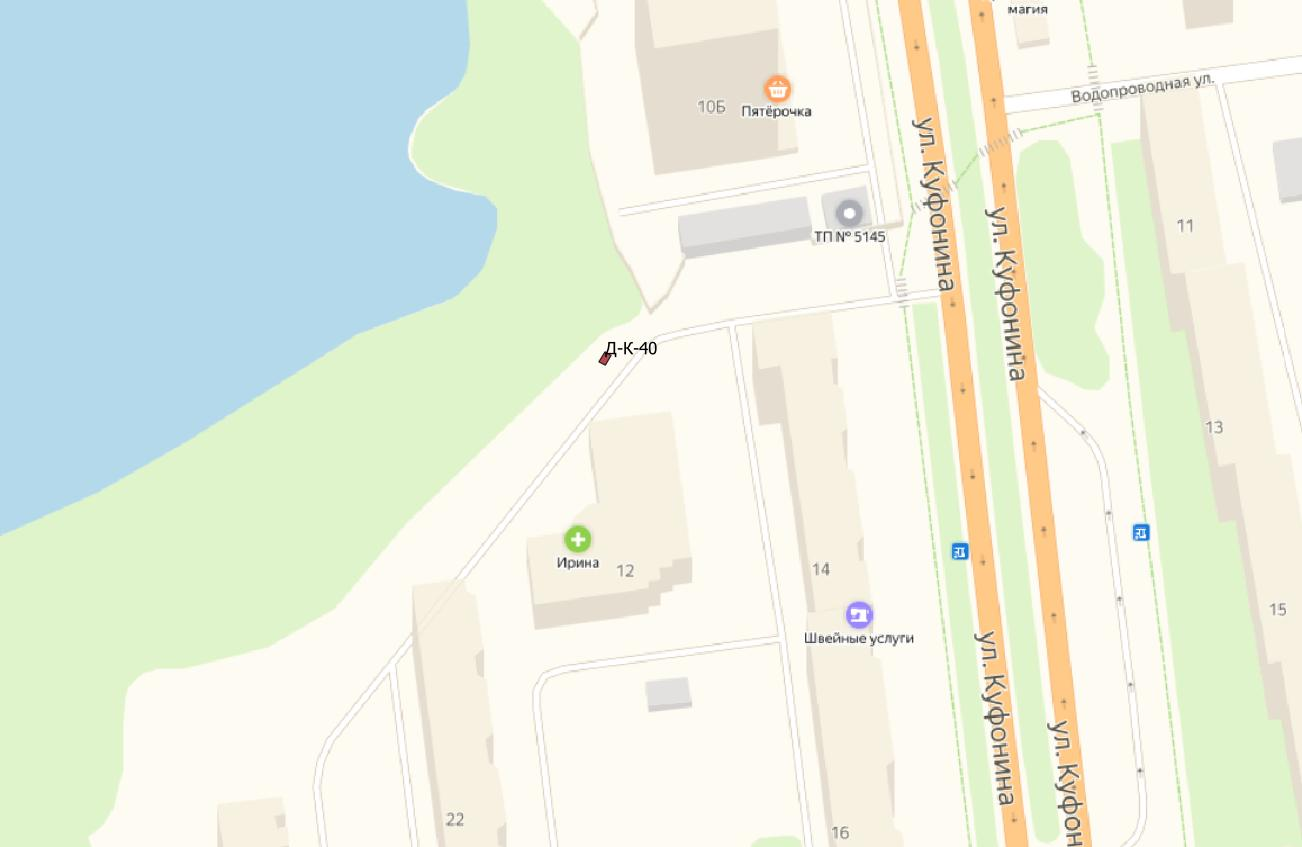 магия
Водопроводная ул.
10Б
Пятёрочка
ул. Куфонина
ул. Куфонина
11
ТП № 5145
Д-К-40
13
Ирина
12
14
15
Швейные услуги
ул. Куфонина
ул. Куфон
22
16